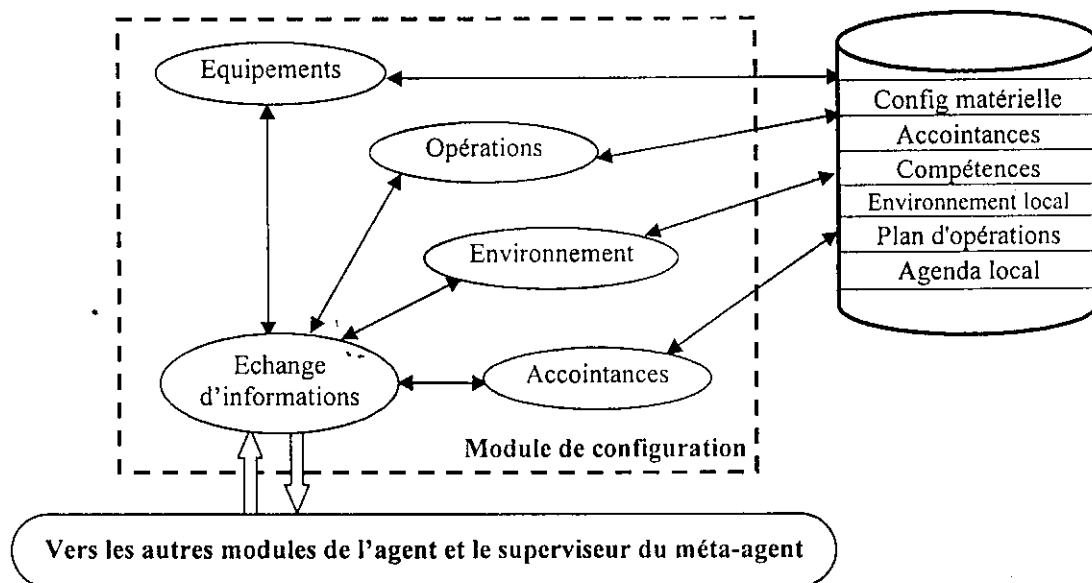 Equipements
Opérations
Environnement
Echange
d'informations
Accointances
Module de configuration
Config matérielle
Accointances
Compétences
Environnement local
Plan d'opérations
Agenda local
Vers les autres modules de l'agent et le superviseur du méta-agent